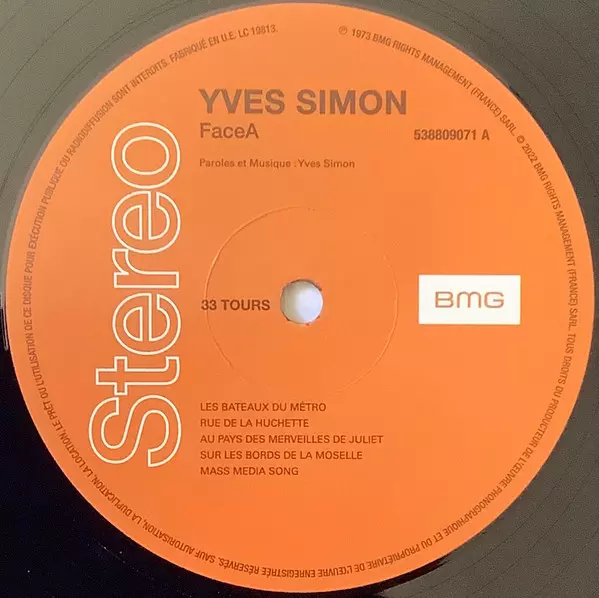 YVES SIMON
FaceA
538809071 A
Paroles et Musique : Yves Simon
Stereo
33 TOURS
BMG
LES BATEAUX DU MÉTRO
RUE DE LA HUCHETTE
AU PAYS DES MERVEILLES DE JULIET
SUR LES BORDS DE LA MOSELLE
MASS MEDIA SONG
℗ 1973 BMG RIGHTS MANAGEMENT (FRANCE) SARL. © 2022 BMG RIGHTS MANAGEMENT (FRANCE) SARL. TOUS DROITS DU PRODUCTEUR DE L'ŒUVRE PHONOGRAPHIQUE ET DU PROPRIÉTAIRE DE L'ŒUVRE ENREGISTRÉE RÉSERVÉS. SAUF AUTORISATION, LA DUPLICATION, LA LOCATION, LE PRÊT OU L'UTILISATION DE CE DISQUE POUR EXÉCUTION PUBLIQUE OU RADIODIFFUSION SONT INTERDITS. FABRIQUÉ EN U.E. LC 19813.